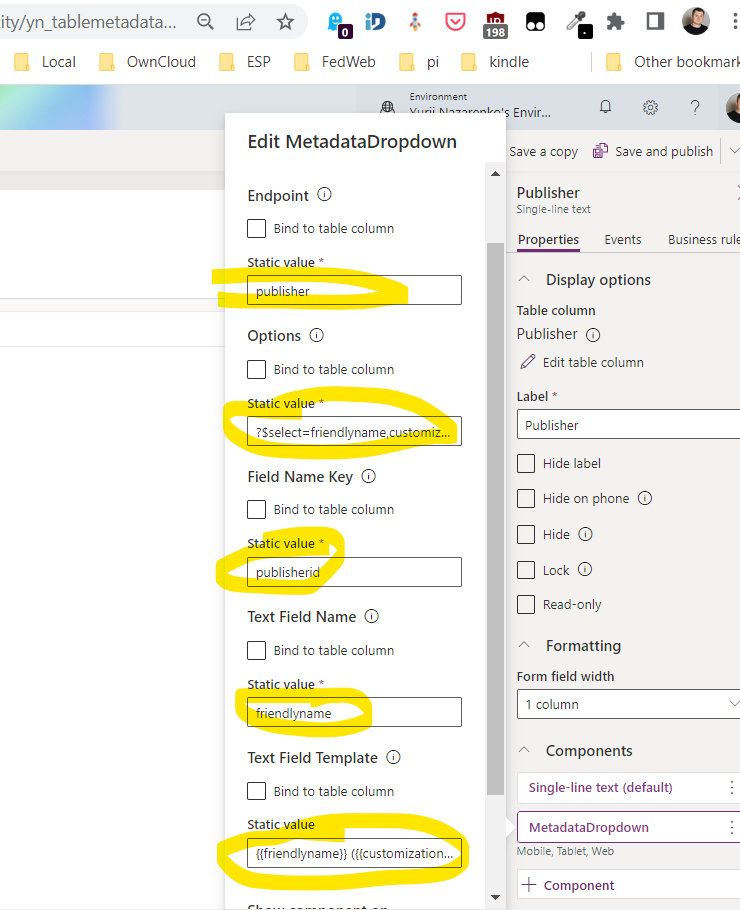 ity/yn_tablemetadata...
0
198
Local
OwnCloud
ESP
FedWeb
pi
kindle
Other bookmark
Environment
Yurii Nazarenko's Envir...
Edit MetadataDropdown
Save a copy
Save and publish
Endpoint
Bind to table column
Static value *
publisher
Options
Bind to table column
Static value *
?$select=friendlyname,customiz...
Field Name Key
Bind to table column
Static value *
publisherid
Text Field Name
Bind to table column
Static value *
friendlyname
Text Field Template
Bind to table column
Static value
{{friendlyname}} ({{{customization...
Show component on
Publisher
Single-line text
Properties
Events
Business rule
Display options
Table column
Publisher
Edit table column
Label *
Publisher
Hide label
Hide on phone
Hide
Lock
Read-only
Formatting
Form field width
1 column
Components
Single-line text (default)
MetadataDropdown
Mobile, Tablet, Web
Component